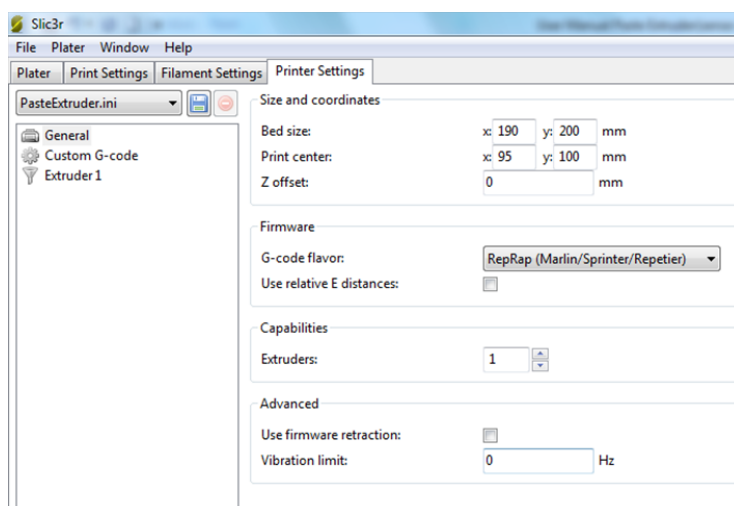 Slic3r
File Plater Window Help
Plater Print Settings Filament Settings Printer Settings
PasteExtruder.ini
General
Custom G-code
Extruder 1
Size and coordinates
Bed size: x: 190 y: 200 mm
Print center: x: 95 y: 100 mm
Z offset: 0 mm
Firmware
G-code flavor: RepRap (Marlin/Sprinter/Repetier)
Use relative E distances:
Capabilities
Extruders: 1
Advanced
Use firmware retraction:
Vibration limit: 0 Hz